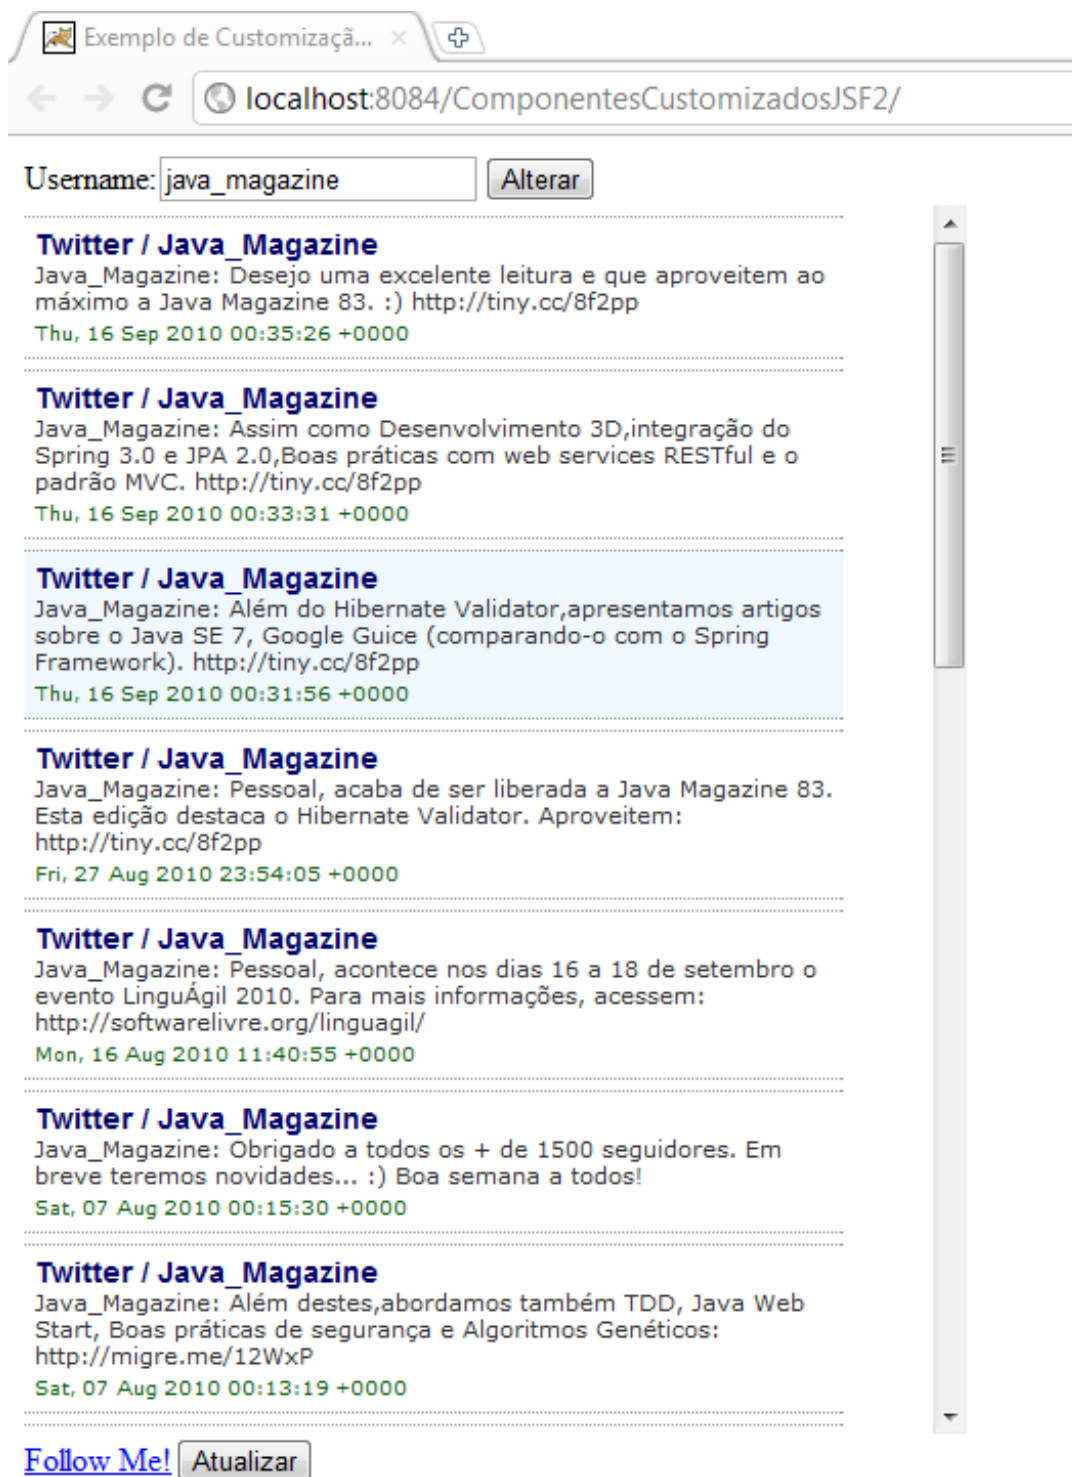 Exemplo de Customizaçã...
localhost:8084/ComponentesCustomizadosJSF2/
Username: java_magazine Alterar
Twitter / Java_Magazine
Java_Magazine: Desejo uma excelente leitura e que aproveitem ao
máximo a Java Magazine 83. :) http://tiny.cc/8f2pp
Thu, 16 Sep 2010 00:35:26 +0000
Twitter / Java_Magazine
Java_Magazine: Assim como Desenvolvimento 3D,integração do
Spring 3.0 e JPA 2.0,Boas práticas com web services RESTful e o
padrão MVC. http://tiny.cc/8f2pp
Thu, 16 Sep 2010 00:33:31 +0000
Twitter / Java_Magazine
Java_Magazine: Além do Hibernate Validator,apresentamos artigos
sobre o Java SE 7, Google Guice (comparando-o com o Spring
Framework). http://tiny.cc/8f2pp
Thu, 16 Sep 2010 00:31:56 +0000
Twitter / Java_Magazine
Java_Magazine: Pessoal, acaba de ser liberada a Java Magazine 83.
Esta edição destaca o Hibernate Validator. Aproveitem:
http://tiny.cc/8f2pp
Fri, 27 Aug 2010 23:54:05 +0000
Twitter / Java_Magazine
Java_Magazine: Pessoal, acontece nos dias 16 a 18 de setembro o
evento LinguÁgil 2010. Para mais informações, acessem:
http://softwarelivre.org/linguagil/
Mon, 16 Aug 2010 11:40:55 +0000
Twitter / Java_Magazine
Java_Magazine: Obrigado a todos os + de 1500 seguidores. Em
breve teremos novidades... :) Boa semana a todos!
Sat, 07 Aug 2010 00:15:30 +0000
Twitter / Java_Magazine
Java_Magazine: Além destes,abordamos também TDD, Java Web
Start, Boas práticas de segurança e Algoritmos Genéticos:
http://migre.me/12WxP
Sat, 07 Aug 2010 00:13:19 +0000
Follow Me! Atualizar